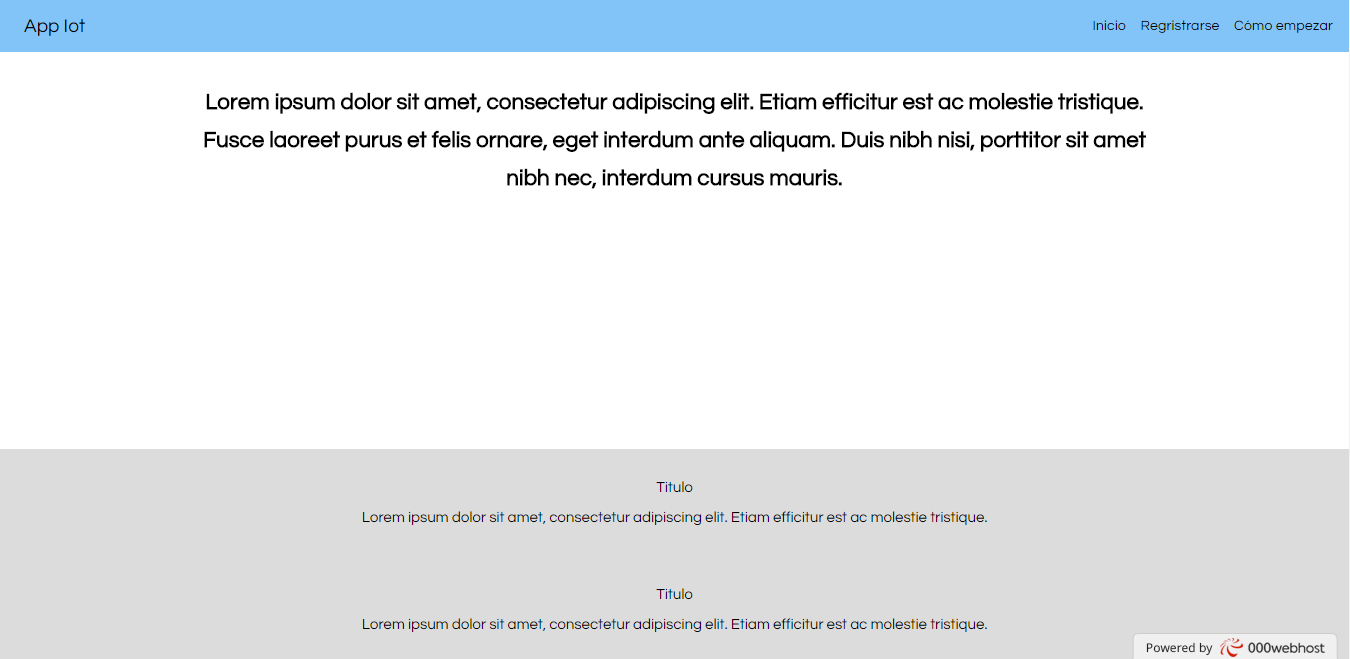 App Iot
Inicio Regristrarse Cómo empezar
Lorem ipsum dolor sit amet, consectetur adipiscing elit. Etiam efficitur est ac molestie tristique.
Fusce laoreet purus et felis ornare, eget interdum ante aliquam. Duis nibh nisi, porttitor sit amet
nibh nec, interdum cursus mauris.
Titulo
Lorem ipsum dolor sit amet, consectetur adipiscing elit. Etiam efficitur est ac molestie tristique.
Titulo
Lorem ipsum dolor sit amet, consectetur adipiscing elit. Etiam efficitur est ac molestie tristique.
Powered by 000webhost